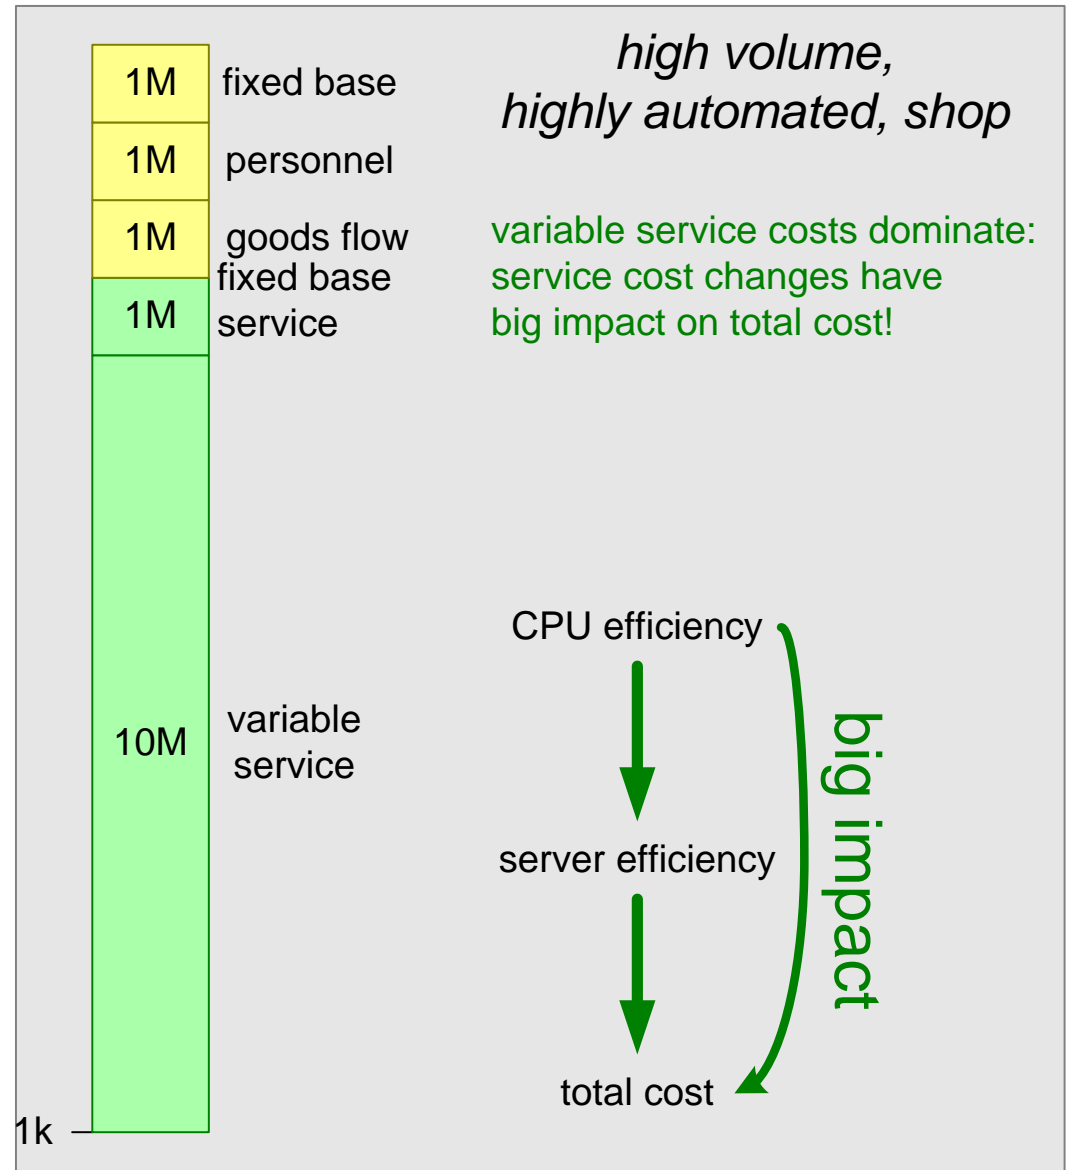 high volume,
highly automated, shop
1M fixed base
1M personnel
1M goods flow
fixed base
1M service
variable service costs dominate:
service cost changes have
big impact on total cost!
10M variable
service
CPU efficiency
server efficiency
total cost
big impact
1k